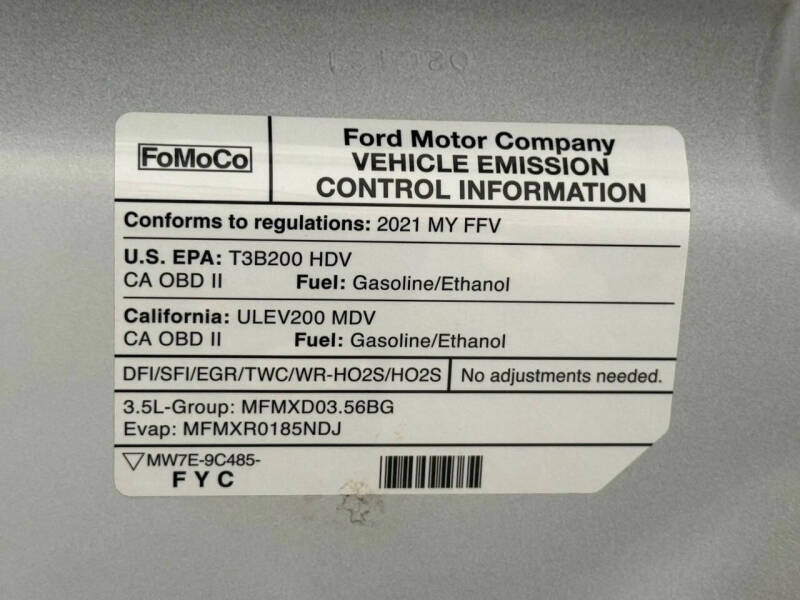 FoMoCo
Ford Motor Company
VEHICLE EMISSION
CONTROL INFORMATION
Conforms to regulations: 2021 MY FFV
U.S. EPA: T3B200 HDV
CA OBD II Fuel: Gasoline/Ethanol
California: ULEV200 MDV
CA OBD II Fuel: Gasoline/Ethanol
DFI/SFI/EGR/TWC/WR-HO2S/HO2S No adjustments needed.
3.5L-Group: MFMXD03.56BG
Evap: MFMXR0185NDJ
MW7E-9C485-
F Y C